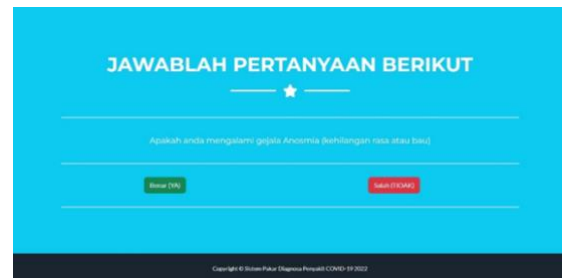 JAWABLAH PERTANYAAN BERIKUT
Apakah anda mengalami gejala Anosmia (kehilangan rasa atau bau)
Benar (YA)
Salah (TIDAK)
Copyright © Sistem Pakar Diagnosa Penyakit COVID-19 2022